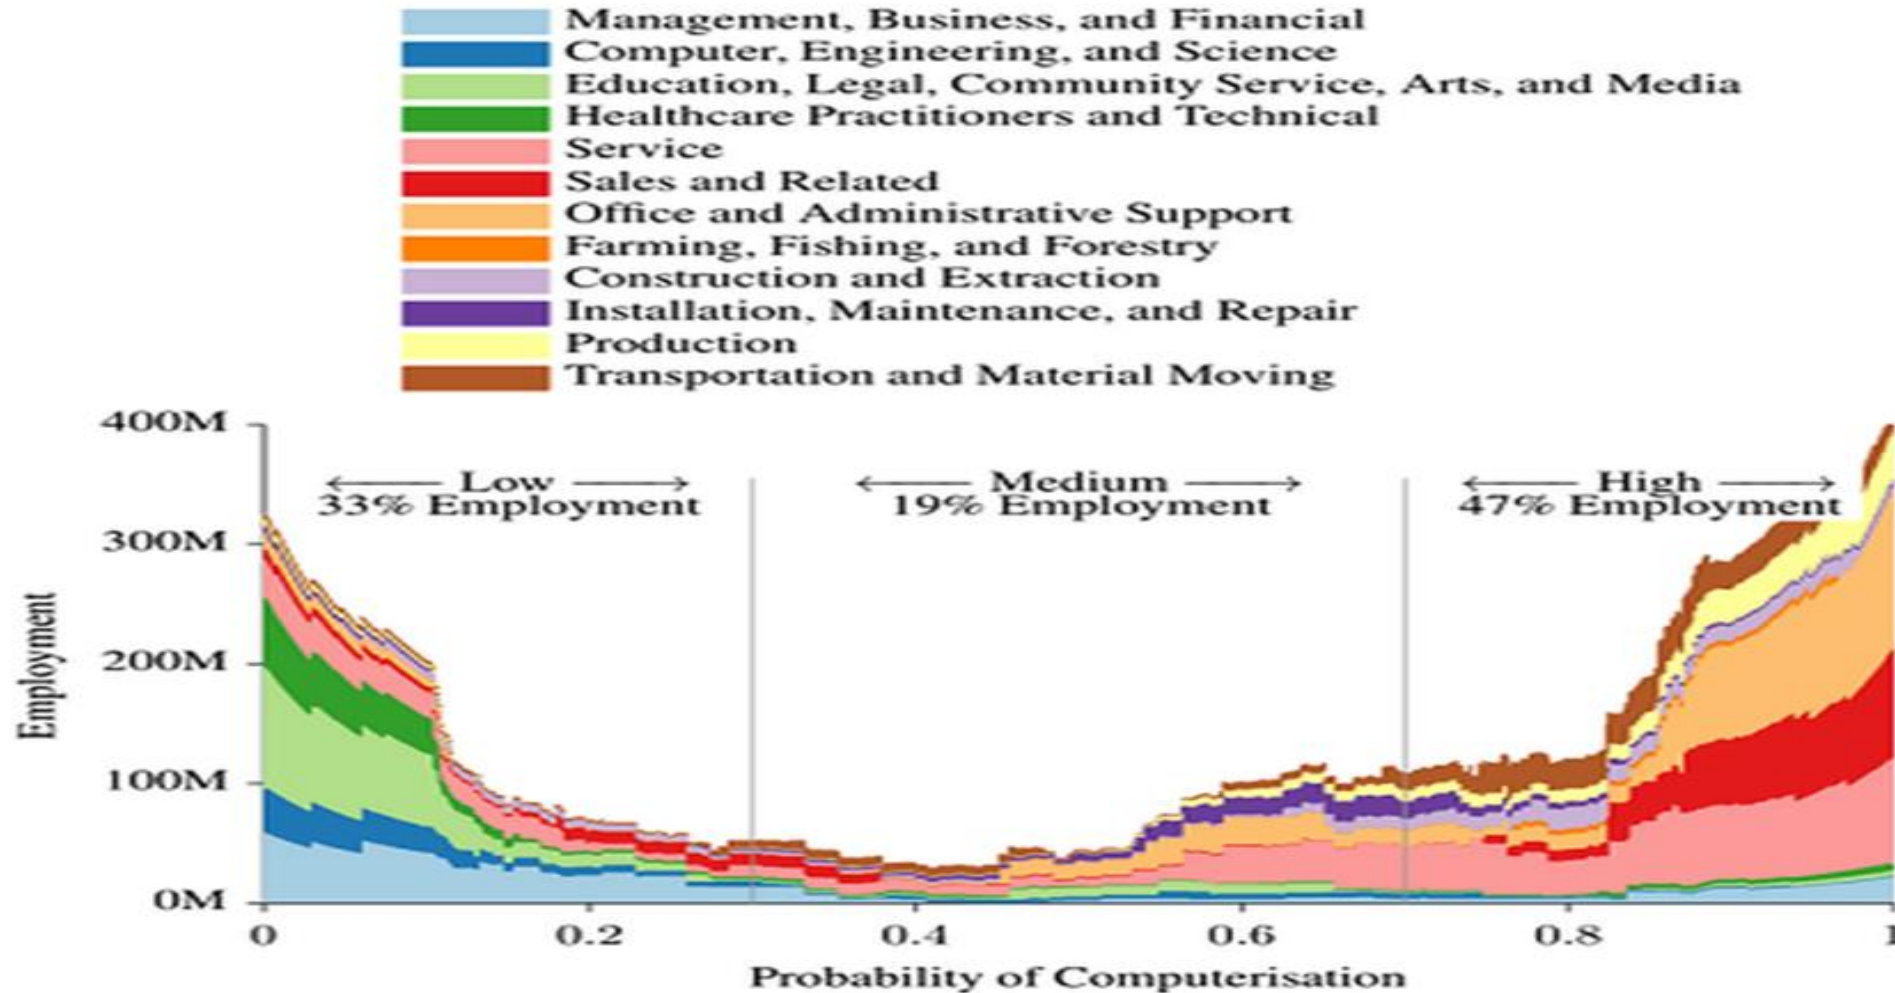 Management, Business, and Financial
Computer, Engineering, and Science
Education, Legal, Community Service, Arts, and Media
Healthcare Practitioners and Technical
Service
Sales and Related
Office and Administrative Support
Farming, Fishing, and Forestry
Construction and Extraction
Installation, Maintenance, and Repair
Production
Transportation and Material Moving
400M
Low
Medium
High
33% Employment
19% Employment
47% Employment
300M
200M
100M
0M
Employment
0
0.2
0.4
0.6
0.8
1
Probability of Computerisation